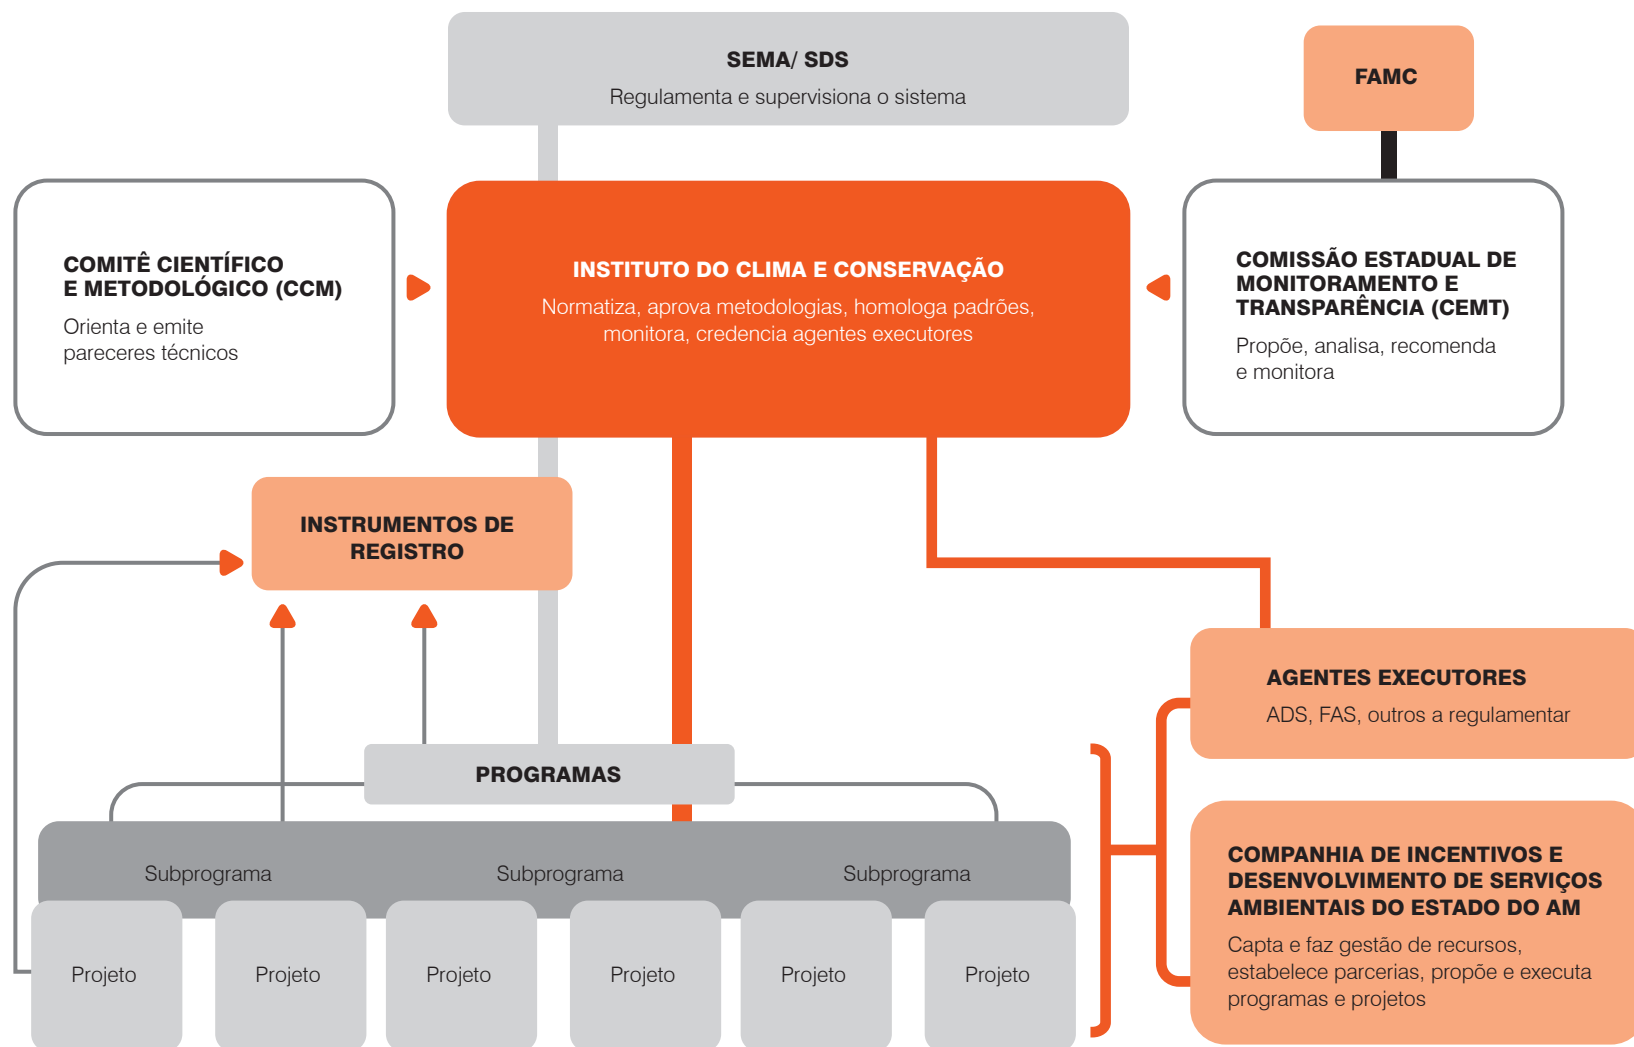 SEMA/ SDS
Regulamenta e supervisiona o sistema
FAMC
COMITÊ CIENTÍFICO
E METODOLÓGICO (CCM)
Orienta e emite
pareceres técnicos
INSTITUTO DO CLIMA E CONSERVAÇÃO
Normatiza, aprova metodologias, homologa padrões,
monitora, credencia agentes executores
COMISSÃO ESTADUAL DE
MONITORAMENTO E
TRANSPARÊNCIA (CEMT)
Propõe, analisa, recomenda
e monitora
INSTRUMENTOS DE
REGISTRO
AGENTES EXECUTORES
ADS, FAS, outros a regulamentar
PROGRAMAS
Subprograma
Subprograma
Subprograma
COMPANHIA DE INCENTIVOS E
DESENVOLVIMENTO DE SERVIÇOS
AMBIENTAIS DO ESTADO DO AM
Capta e faz gestão de recursos,
estabelece parcerias, propõe e executa
programas e projetos
Projeto
Projeto
Projeto
Projeto
Projeto
Projeto